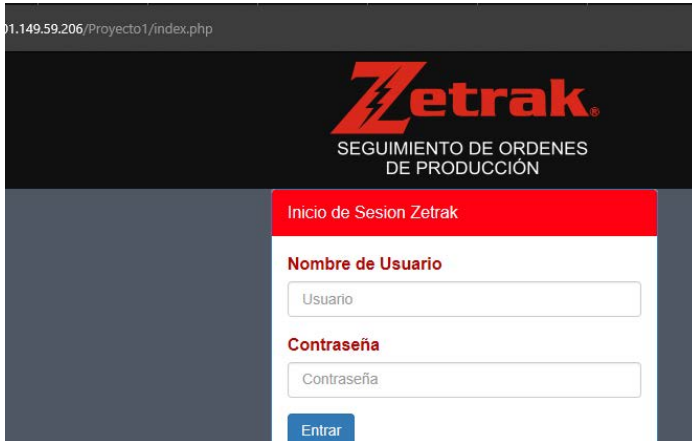 01.149.59.206/Proyecto1/index.php
Zetrak®
SEGUIMIENTO DE ORDENES
DE PRODUCCIÓN
Inicio de Sesion Zetrak
Nombre de Usuario
Usuario
Contraseña
Contraseña
Entrar